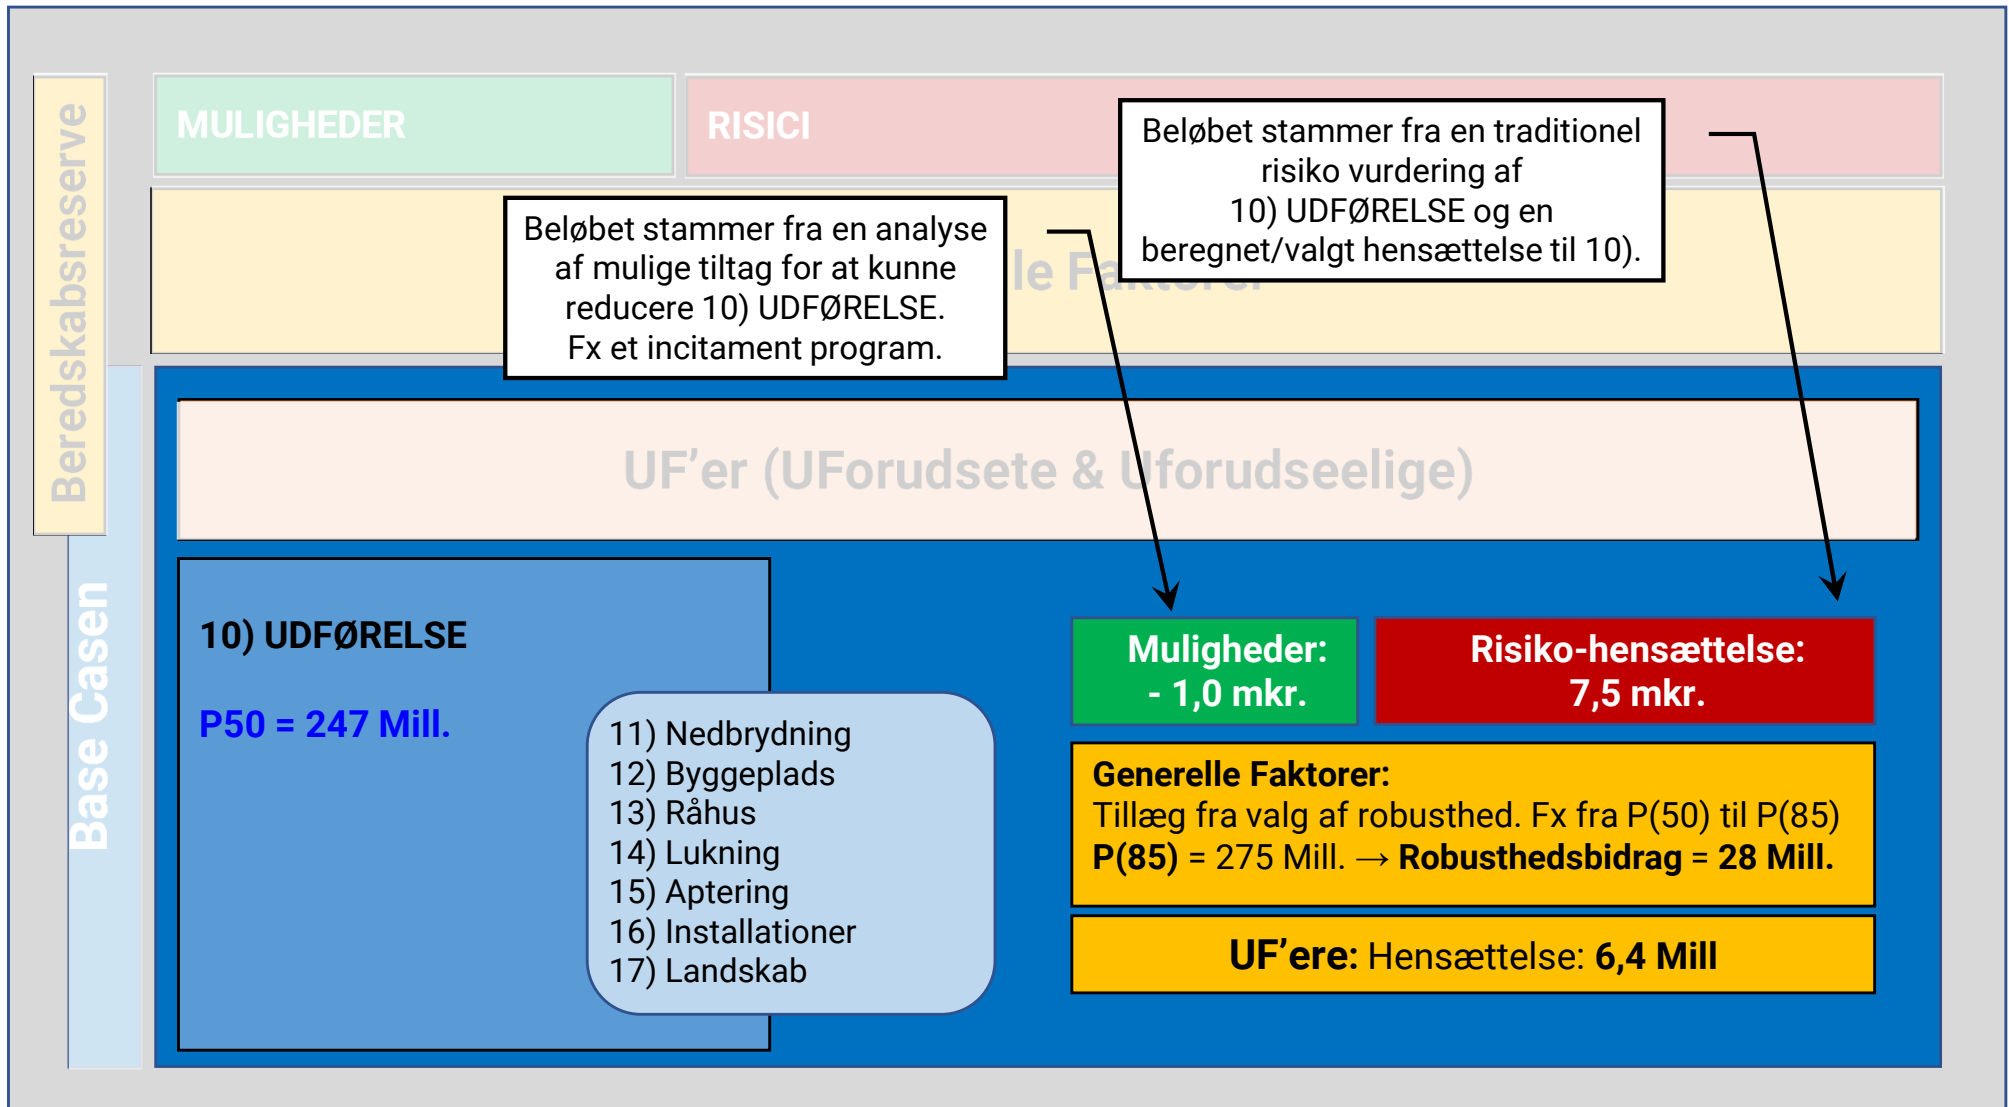 Beredskabsreserve
MULIGHEDER
RISICI
Beløbet stammer fra en traditionel
risiko vurdering af
10) UDFØRELSE og en
beregnet/valgt hensættelse til 10).
Beløbet stammer fra en analyse
af mulige tiltag for at kunne
reducere 10) UDFØRELSE.
Fx et incitament program.
le Faktorer
UF'er (UForudsete & Uforudseelige)
Base Casen
10) UDFØRELSE
P50 = 247 Mill.
11) Nedbrydning
12) Byggeplads
13) Råhus
14) Lukning
15) Aptering
16) Installationer
17) Landskab
Muligheder:
- 1,0 mkr.
Risiko-hensættelse:
7,5 mkr.
Generelle Faktorer:
Tillæg fra valg af robusthed. Fx fra P(50) til P(85)
P(85) = 275 Mill. → Robusthedsbidrag = 28 Mill.
UF'ere: Hensættelse: 6,4 Mill